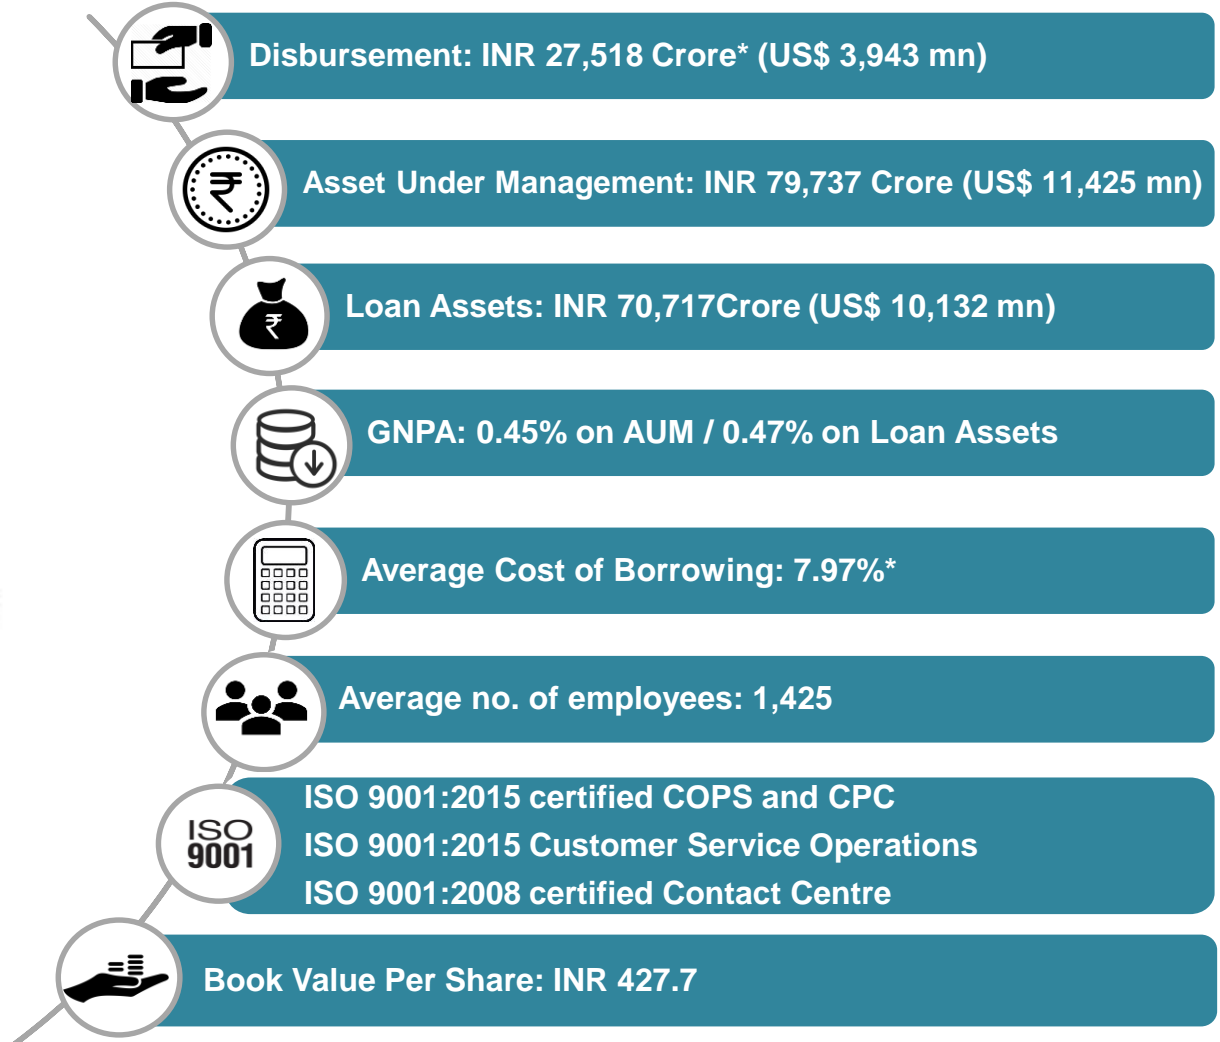 Disbursement: INR 27,518 Crore* (US$ 3,943 mn)
₹
Asset Under Management: INR 79,737 Crore (US$ 11,425 mn)
₹
Loan Assets: INR 70,717Crore (US$ 10,132 mn)
GNPA: 0.45% on AUM / 0.47% on Loan Assets
Average Cost of Borrowing: 7.97%*
Average no. of employees: 1,425
ISO
9001
ISO 9001:2015 certified COPS and CPC
ISO 9001:2015 Customer Service Operations
ISO 9001:2008 certified Contact Centre
Book Value Per Share: INR 427.7